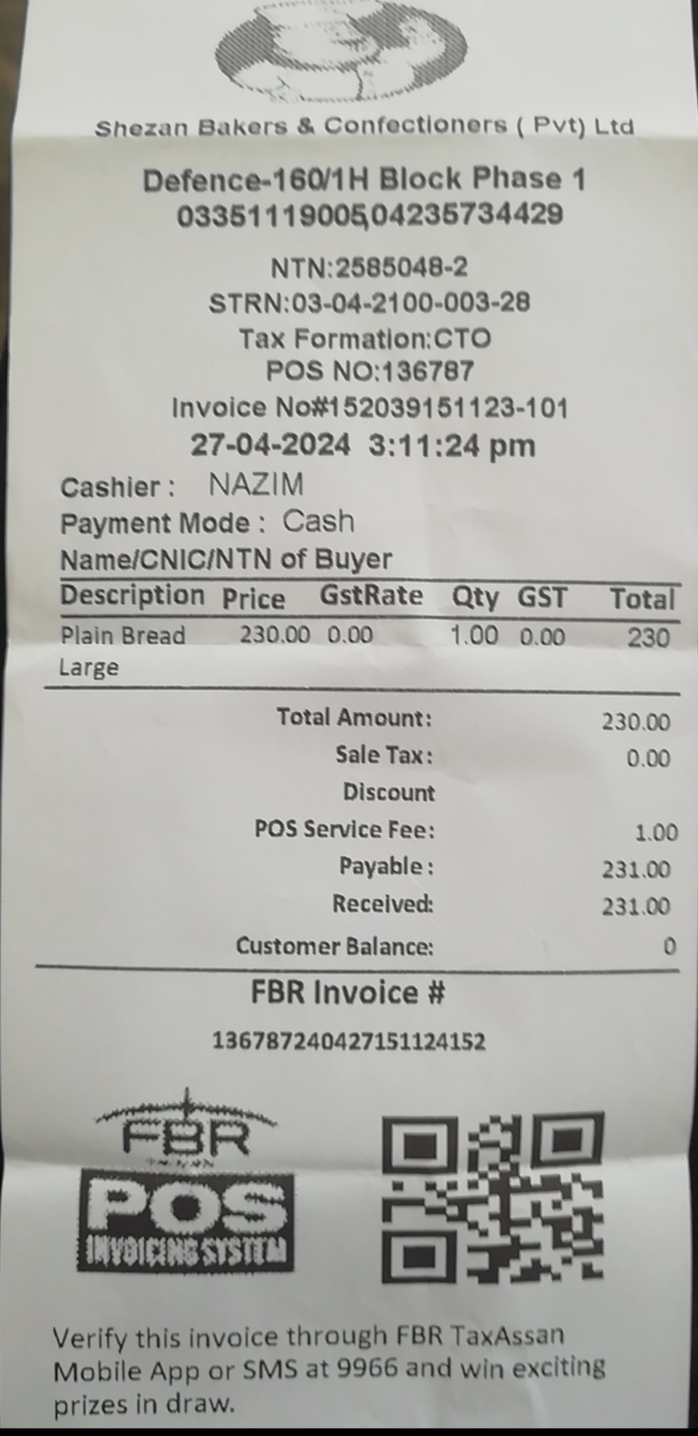 Shezan Bakers & Confectioners ( Pvt) Ltd
Defence-160/1H Block Phase 1
03351119005,04235734429
NTN:2585048-2
STRN:03-04-2100-003-28
Tax Formation:CTO
POS NO:136787
Invoice No#152039151123-101
27-04-2024 3:11:24 pm
Cashier : NAZIM
Payment Mode : Cash
Name/CNIC/NTN of Buyer
Description Price GstRate Qty GST Total
Plain Bread 230.00 0.00 1.00 0.00 230
Large
Total Amount: 230.00
Sale Tax: 0.00
Discount
POS Service Fee: 1.00
Payable: 231.00
Received: 231.00
Customer Balance: 0
FBR Invoice #
136787240427151124152
FBR
POS
INVOICING SYSTEM
Verify this invoice through FBR TaxAssan
Mobile App or SMS at 9966 and win exciting
prizes in draw.